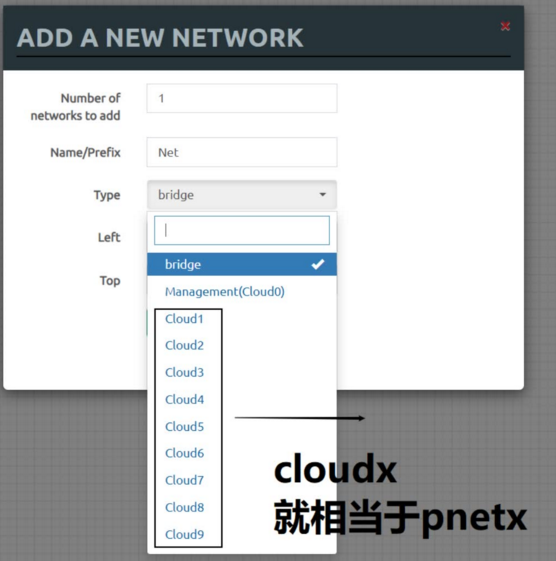 ADD A NEW NETWORK
Number of
networks to add
1
Name/Prefix
Net
Type
bridge
Left
Top
bridge
Management(Cloud0)
Cloud1
Cloud2
Cloud3
Cloud4
Cloud5
Cloud6
Cloud7
Cloud8
Cloud9
cloudx
就相当于pnetx